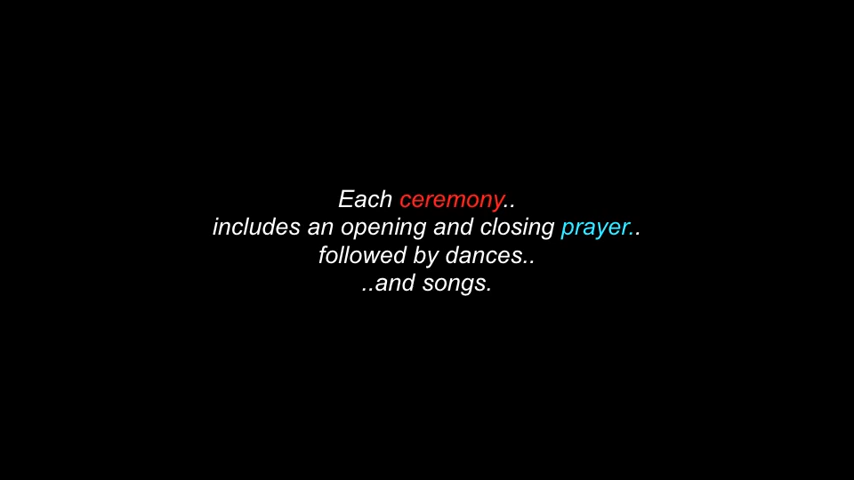 Each ceremony..
includes an opening and closing prayer..
followed by dances..
..and songs.